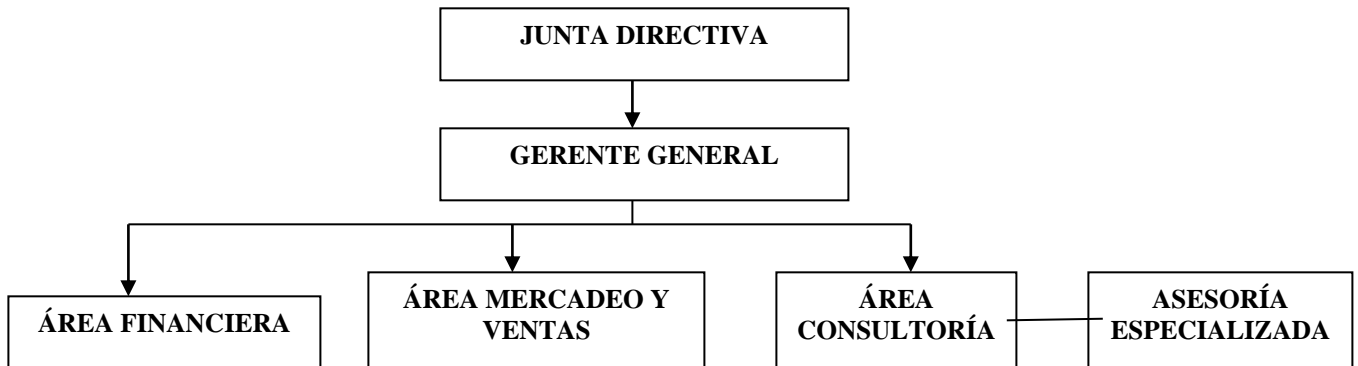 JUNTA DIRECTIVA
GERENTE GENERAL
ÁREA FINANCIERA
ÁREA MERCADEO Y
VENTAS
ÁREA
CONSULTORÍA
ASESORÍA
ESPECIALIZADA